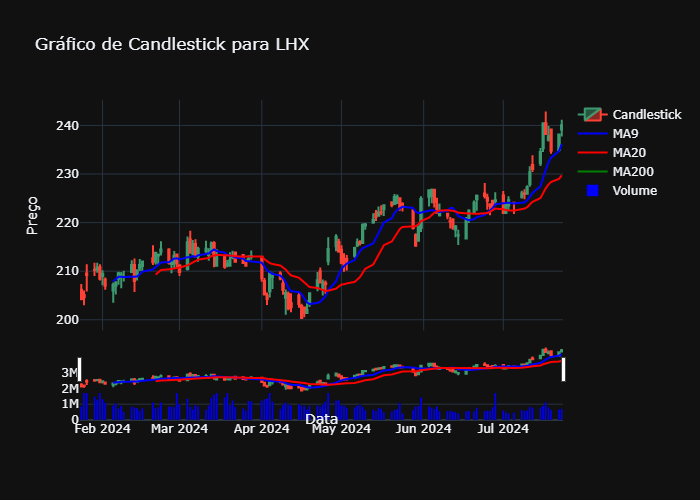 Gráfico de Candlestick para LHX
Candlestick
MA9
MA20
MA200
Volume
Preço
240
230
220
210
200
3M
2M
1M
0
Feb 2024
Mar 2024
Apr 2024
May 2024
Jun 2024
Jul 2024
Data